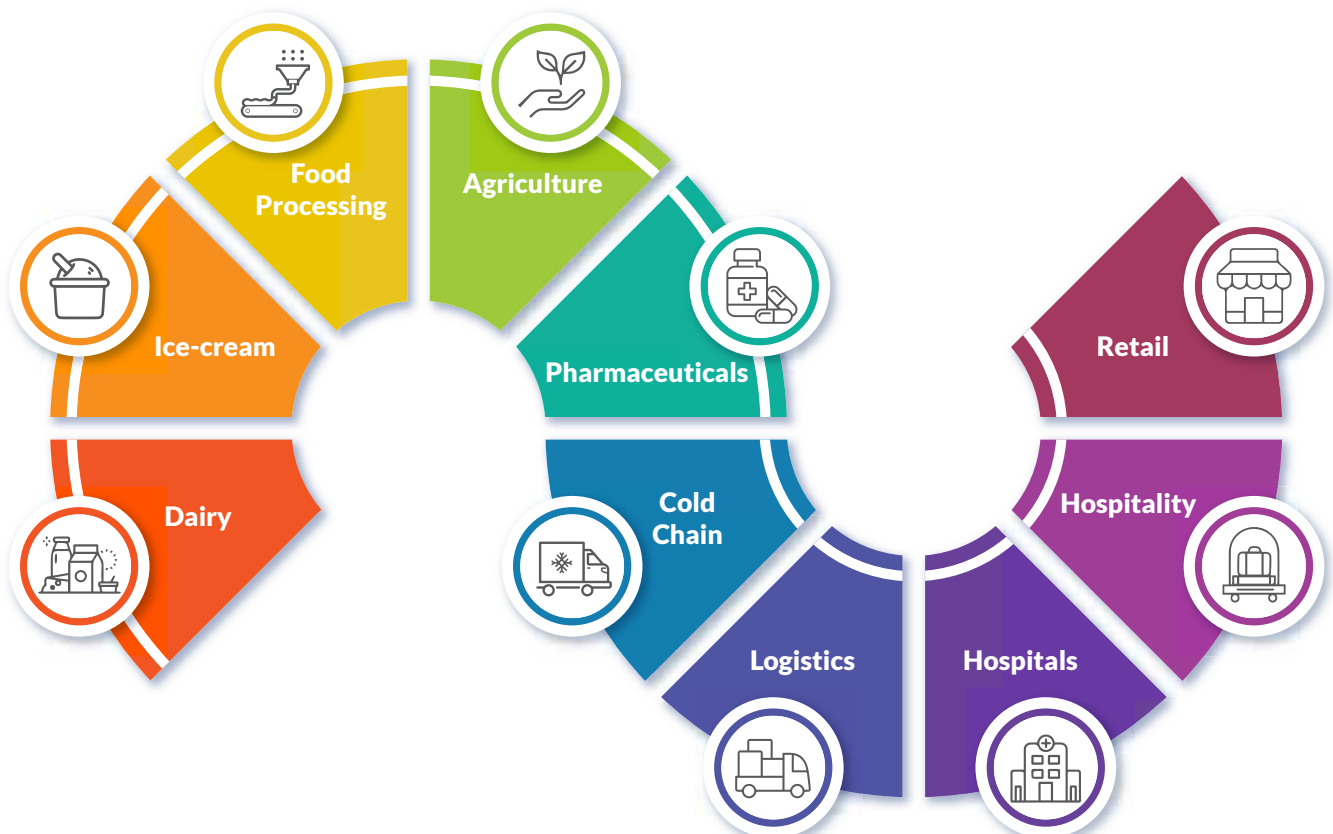 Food
Processing
Agriculture
Ice-cream
Pharmaceuticals
Retail
Dairy
Cold
Chain
Hospitality
Logistics
Hospitals